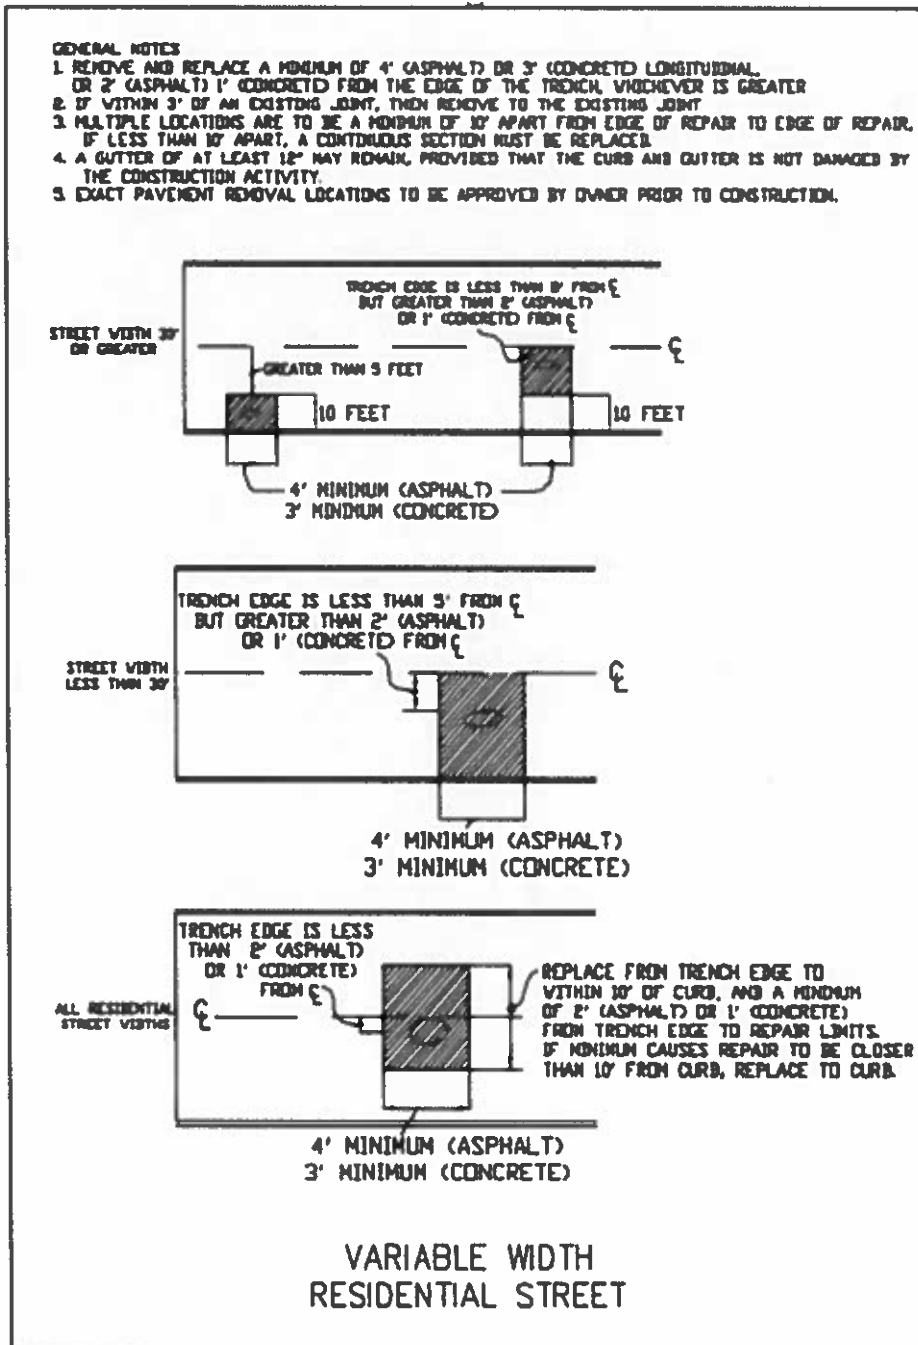 GENERAL NOTES
1. REMOVE AND REPLACE A MINIMUM OF 4' (ASPHALT) OR 3' (CONCRETE) LONGITUDINAL,
OR 2' (ASPHALT) 1' (CONCRETE) FROM THE EDGE OF THE TRENCH, WHICHEVER IS GREATER
2. IF WITHIN 3' OF AN EXISTING JOINT, THEN REMOVE TO THE EXISTING JOINT
3. MULTIPLE LOCATIONS ARE TO BE A MINIMUM OF 10' APART FROM EDGE OF REPAIR TO EDGE OF REPAIR,
IF LESS THAN 10' APART, A CONTINUOUS SECTION MUST BE REPLACED.
4. A GUTTER OF AT LEAST 12" MAY REMAIN, PROVIDED THAT THE CURB AND GUTTER IS NOT DAMAGED BY
THE CONSTRUCTION ACTIVITY.
5. EXACT PAVEMENT REMOVAL LOCATIONS TO BE APPROVED BY OWNER PRIOR TO CONSTRUCTION.
TRENCH EDGE IS LESS THAN FROM ℄
BUT GREATER THAN 2' (ASPHALT)
OR 1' (CONCRETE) FROM ℄
STREET WIDTH 30'
OR GREATER
℄
GREATER THAN 5 FEET
10 FEET
10 FEET
4' MINIMUM (ASPHALT)
3' MINIMUM (CONCRETE)
TRENCH EDGE IS LESS THAN 5' FROM ℄
BUT GREATER THAN 2' (ASPHALT)
OR 1' (CONCRETE) FROM ℄
STREET WIDTH
LESS THAN 30'
℄
4' MINIMUM (ASPHALT)
3' MINIMUM (CONCRETE)
TRENCH EDGE IS LESS
THAN 2' (ASPHALT)
OR 1' (CONCRETE)
FROM ℄
ALL RESIDENTIAL
STREET WIDTHS
℄
REPLACE FROM TRENCH EDGE TO
WITHIN 10' OF CURB, AND A MINIMUM
OF 2' (ASPHALT) OR 1' (CONCRETE)
FROM TRENCH EDGE TO REPAIR LIMITS.
IF MINIMUM CAUSES REPAIR TO BE CLOSER
THAN 10' FROM CURB, REPLACE TO CURB.
4' MINIMUM (ASPHALT)
3' MINIMUM (CONCRETE)
VARIABLE WIDTH
RESIDENTIAL STREET